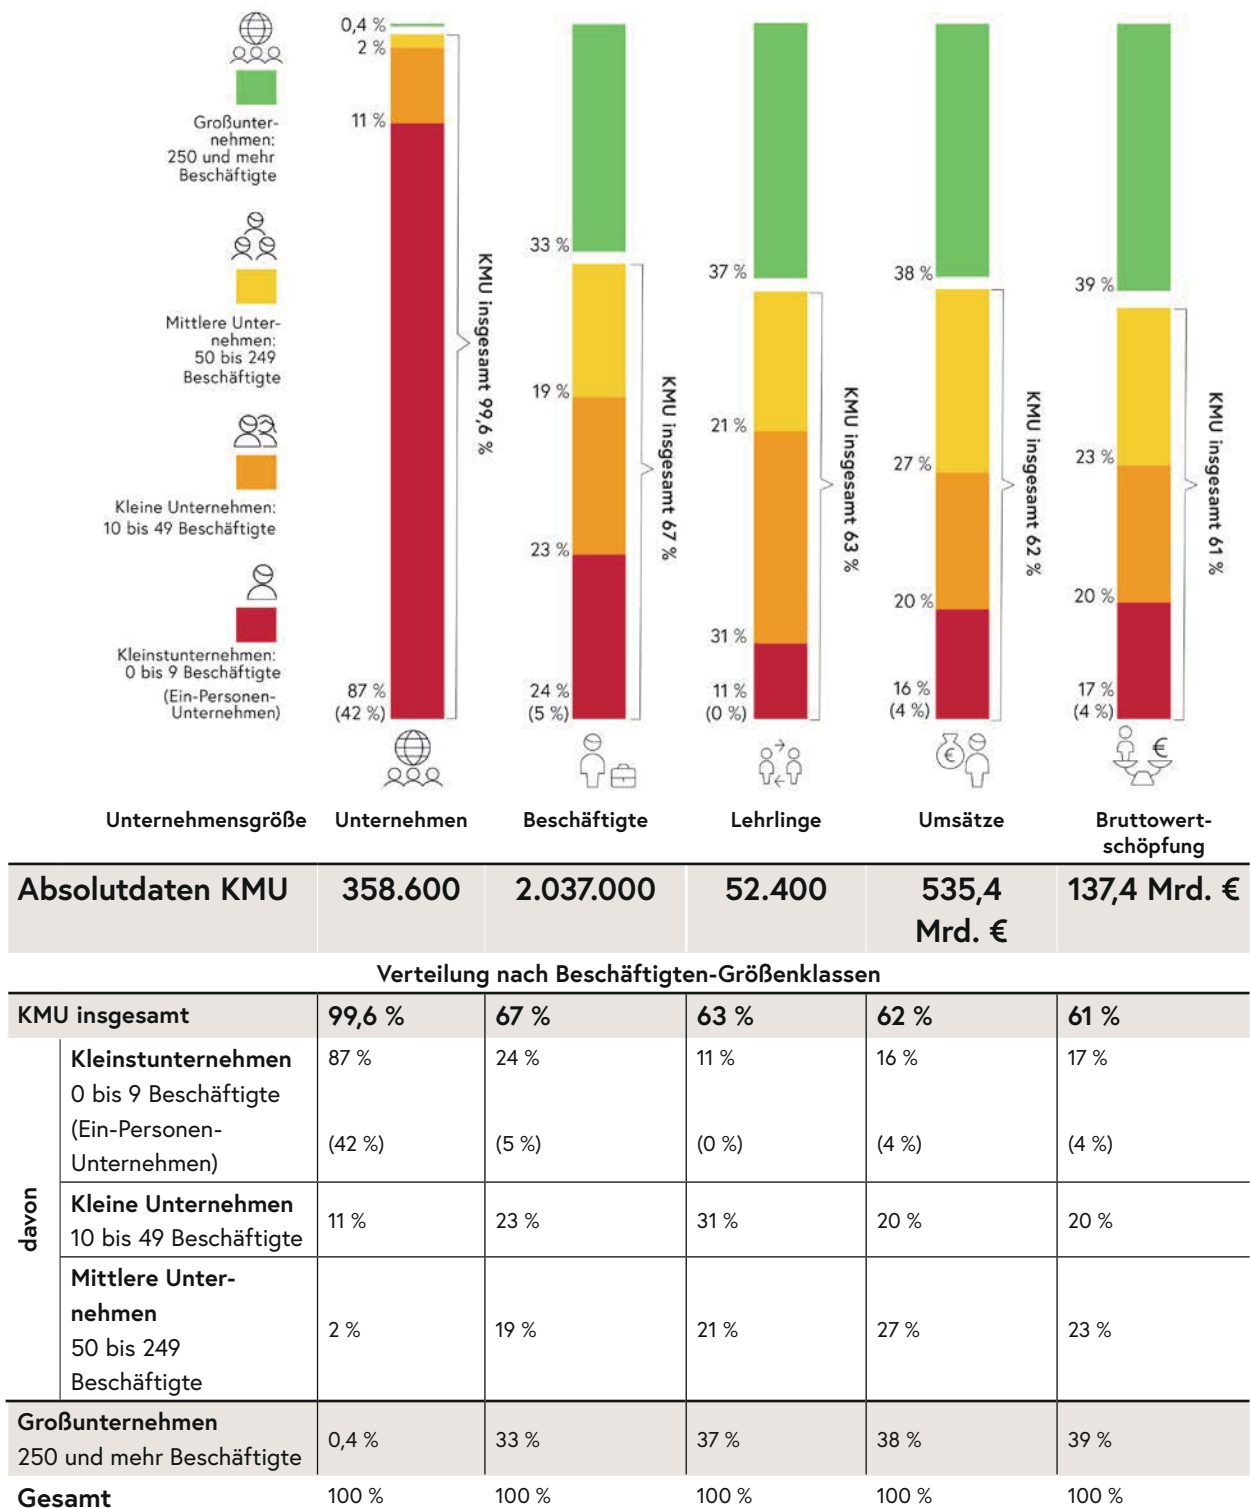 Großunter-
nehmen:
250 und mehr
Beschäftigte
Mittlere Unter-
nehmen:
50 bis 249
Beschäftigte
Kleine Unternehmen:
10 bis 49 Beschäftigte
Kleinstunternehmen:
0 bis 9 Beschäftigte
(Ein-Personen-
Unternehmen)
0,4 %
2 %
11 %
87 %
(42 %)
KMU insgesamt 99,6 %
33 %
19 %
23 %
24 %
(5 %)
KMU insgesamt 67 %
37 %
21 %
31 %
11 %
(0 %)
KMU insgesamt 63 %
38 %
27 %
20 %
16 %
(4 %)
KMU insgesamt 62 %
39 %
23 %
20 %
17 %
(4 %)
KMU insgesamt 61 %
€
€
Unternehmensgröße Unternehmen Beschäftigte Lehrlinge Umsätze Bruttowert-
schöpfung
Absolutdaten KMU 358.600 2.037.000 52.400 535,4 137,4 Mrd. €
Mrd. €
Verteilung nach Beschäftigten-Größenklassen
KMU insgesamt 99,6 % 67 % 63 % 62 % 61 %
davon
Kleinstunternehmen 87 % 24 % 11 % 16 % 17 %
0 bis 9 Beschäftigte
(Ein-Personen- (42 %) (5 %) (0 %) (4 %) (4 %)
Unternehmen)
Kleine Unternehmen
10 bis 49 Beschäftigte 11 % 23 % 31 % 20 % 20 %
Mittlere Unter-
nehmen
50 bis 249 2 % 19 % 21 % 27 % 23 %
Beschäftigte
Großunternehmen
250 und mehr Beschäftigte 0,4 % 33 % 37 % 38 % 39 %
Gesamt 100 % 100 % 100 % 100 % 100 %